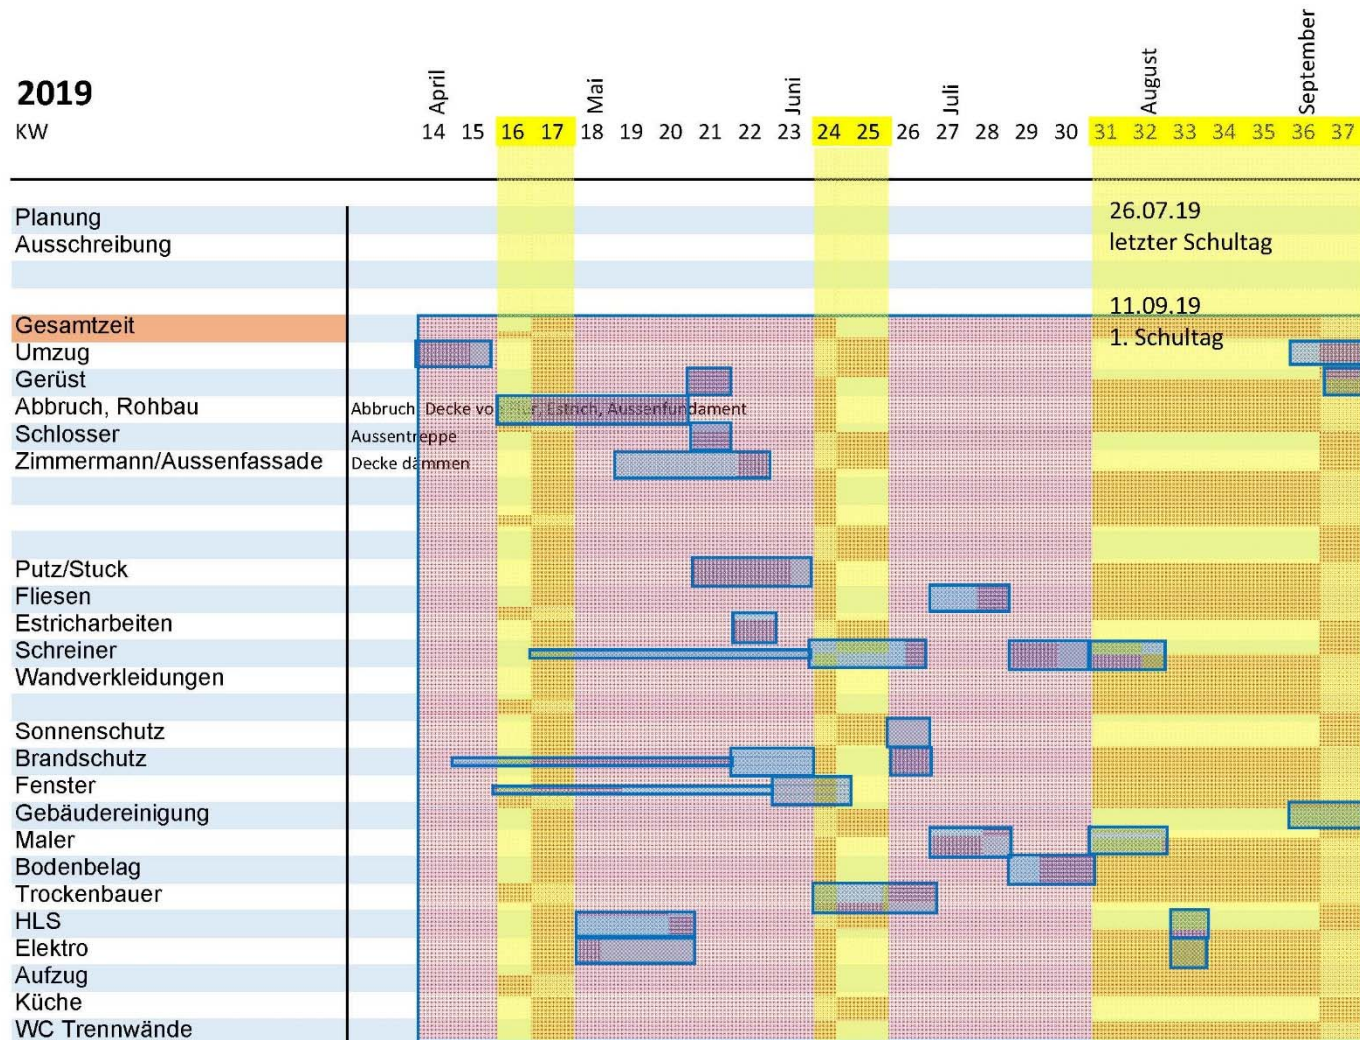 2019
April
Mai
Juni
Juli
August
September
KW 14 15 16 17 18 19 20 21 22 23 24 25 26 27 28 29 30 31 32 33 34 35 36 37
Planung
26.07.19
Ausschreibung
letzter Schultag
11.09.19
Gesamtzeit
1. Schultag
Umzug
Gerüst
Abbruch, Rohbau
Abbruch Decke Flur, Estrich, Aussenfundament
Schlosser
Aussentreppe
Zimmermann/Aussenfassade
Decke dämmen
Putz/Stuck
Fliesen
Estricharbeiten
Schreiner
Wandverkleidungen
Sonnenschutz
Brandschutz
Fenster
Gebäudereinigung
Maler
Bodenbelag
Trockenbauer
HLS
Elektro
Aufzug
Küche
WC Trennwände